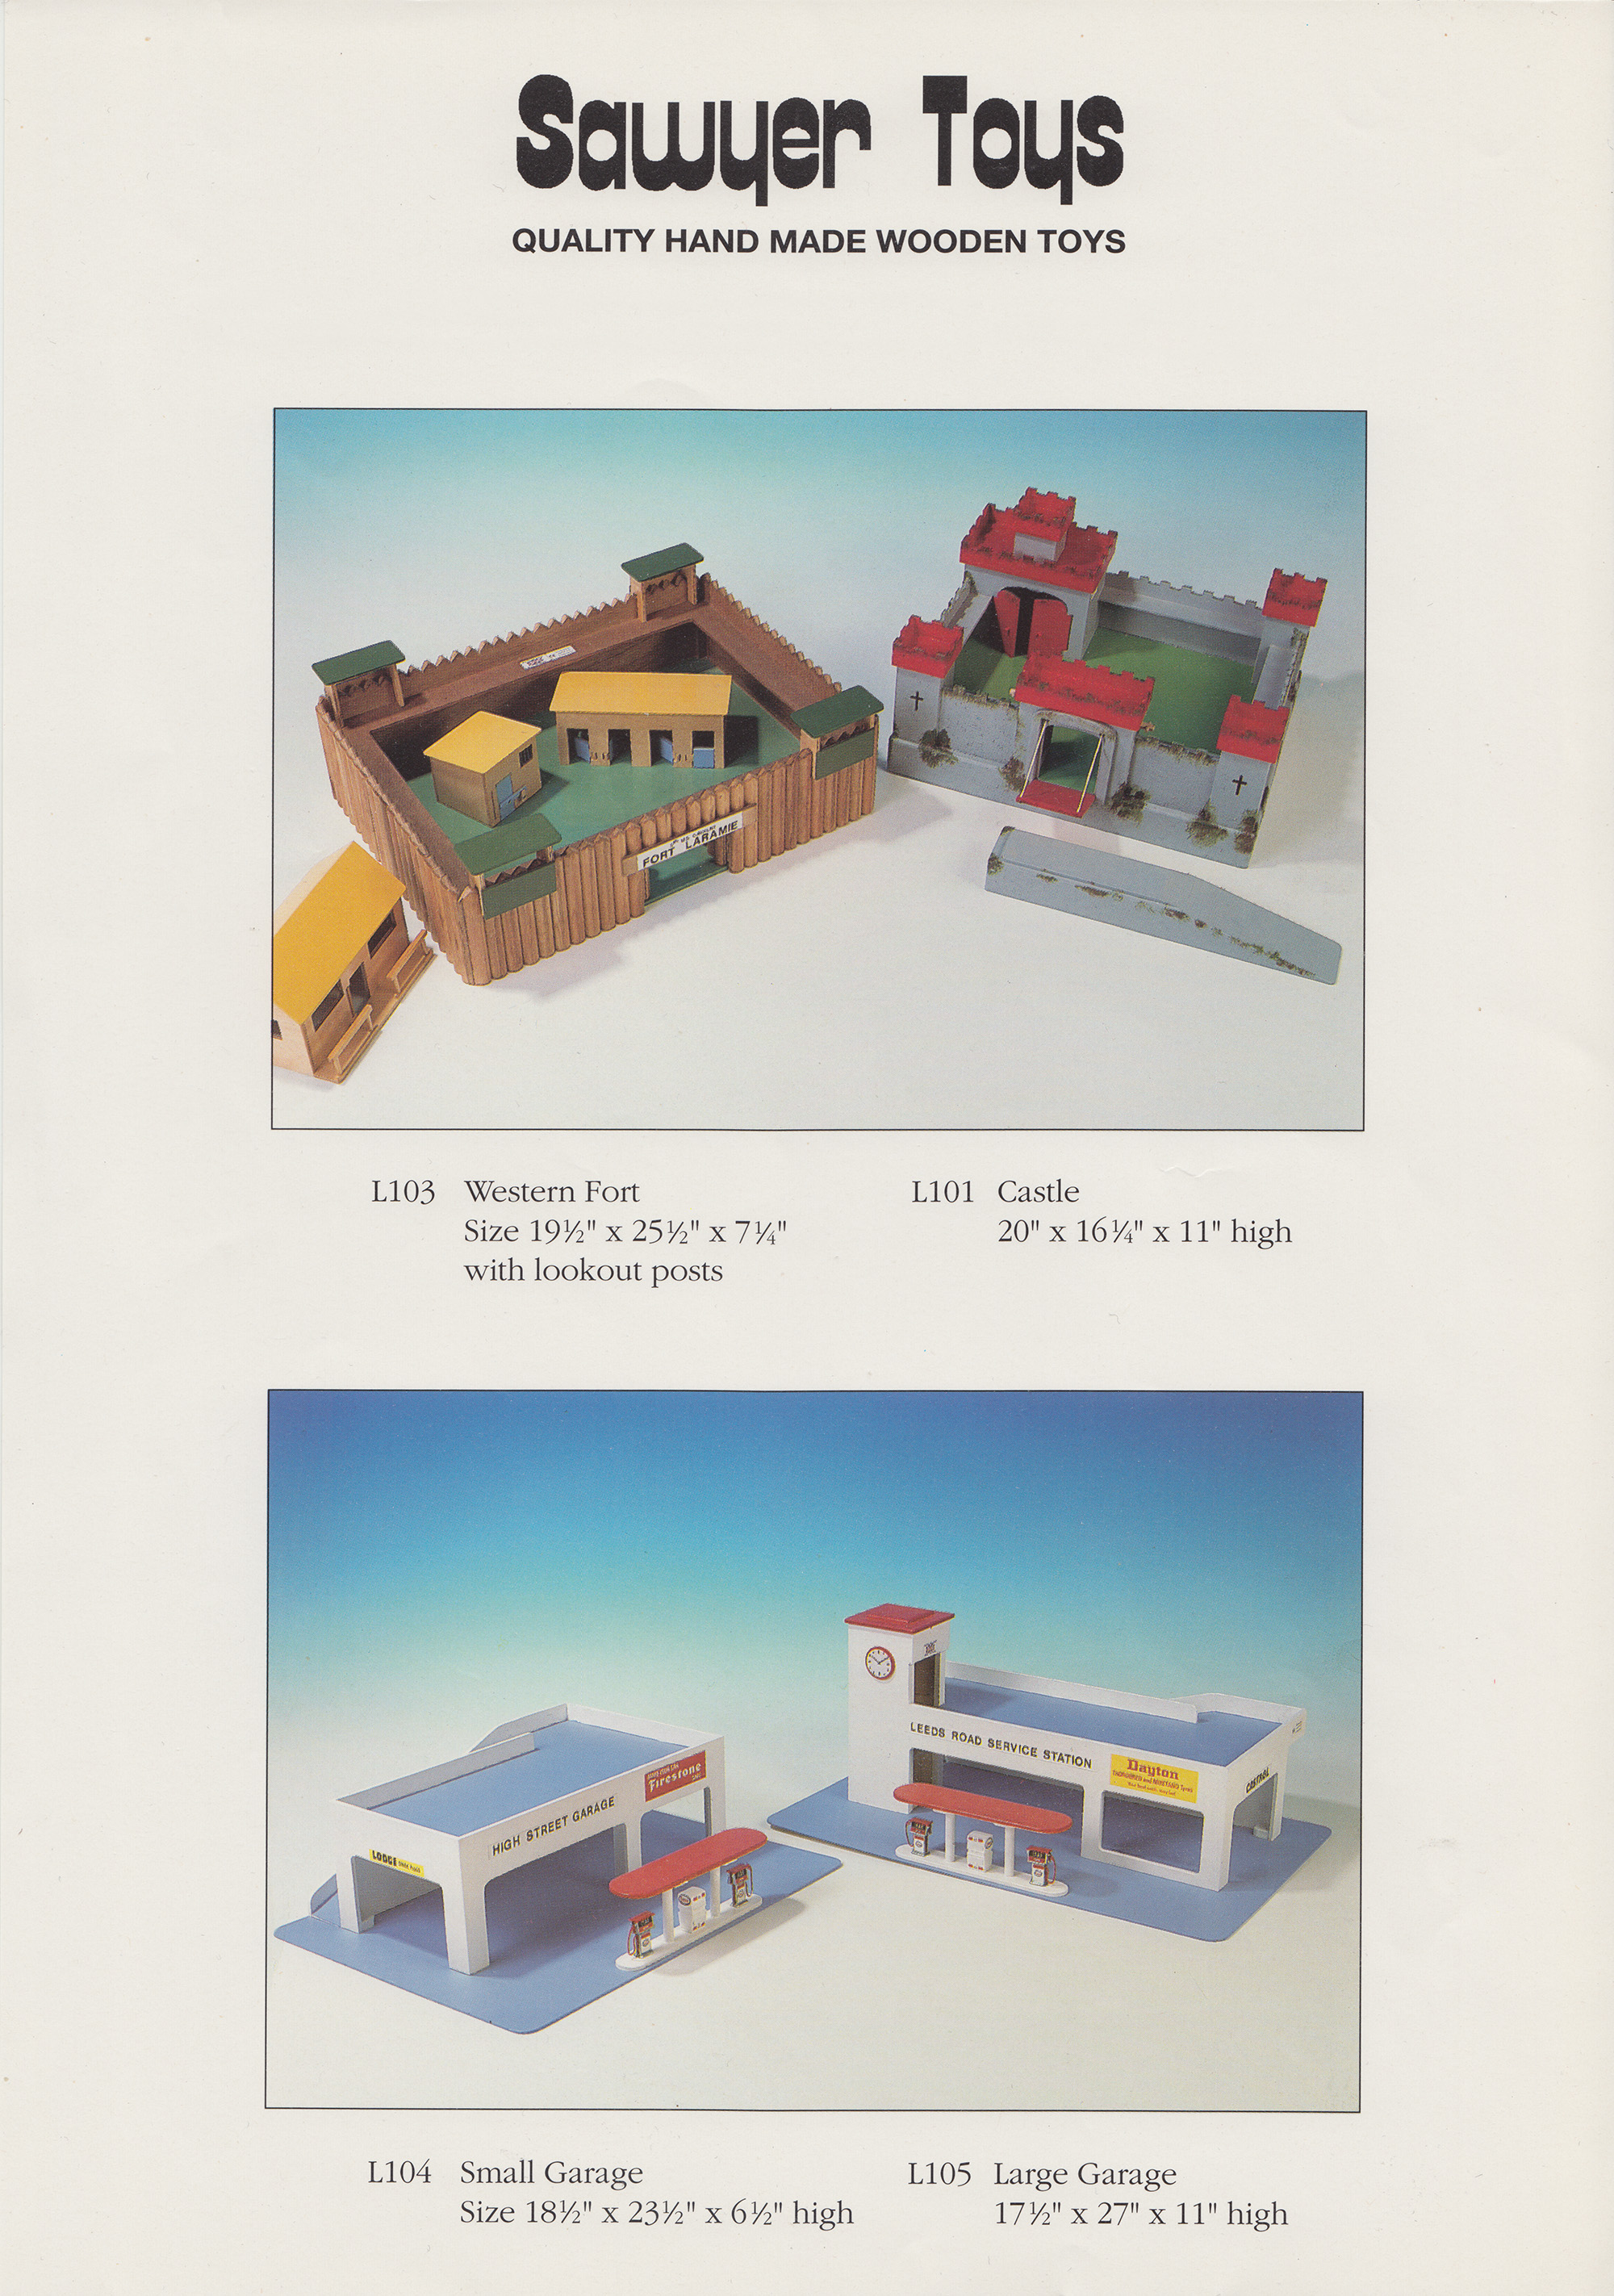 Sawyer Toys
QUALITY HAND MADE WOODEN TOYS
FORT LARAMIE
L103 Western Fort
Size 19½" x 25½" x 7¼"
with lookout posts
L101 Castle
20" x 16¼" x 11" high
LEEDS ROAD SERVICE STATION
Dayton
CASTROL
Firestone
HIGH STREET GARAGE
LODGE
L104 Small Garage
Size 18½" x 23½" x 6½" high
L105 Large Garage
17½" x 27" x 11" high